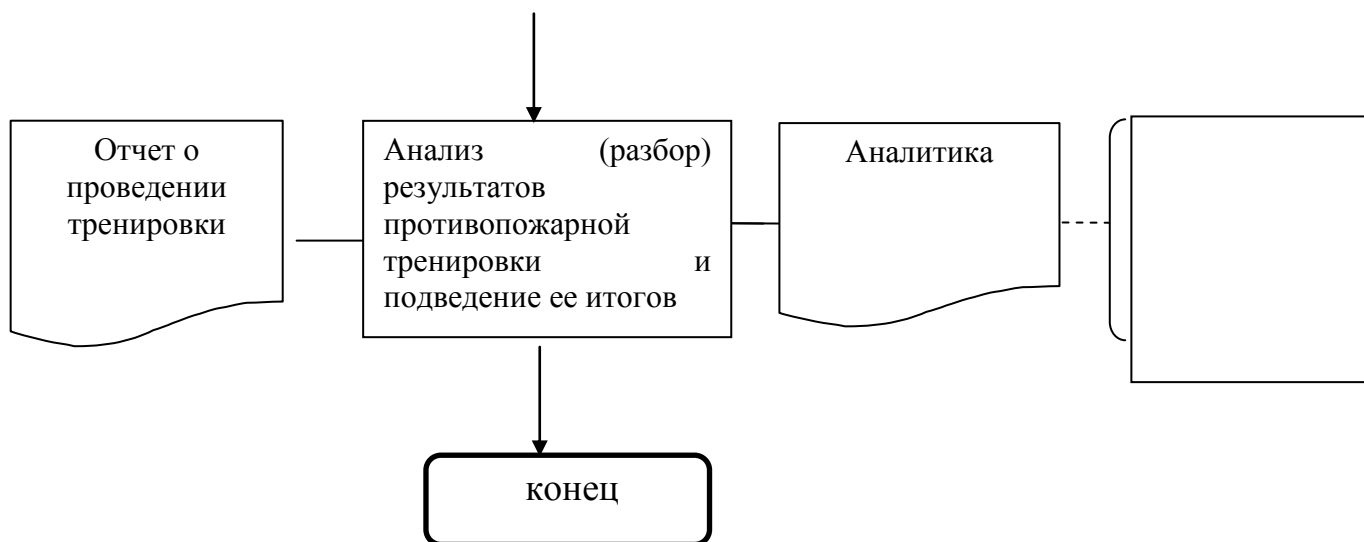 Отчет о
проведении
тренировки
Анализ (разбор)
результатов
противопожарной
тренировки и
подведение ее итогов
Аналитика
конец